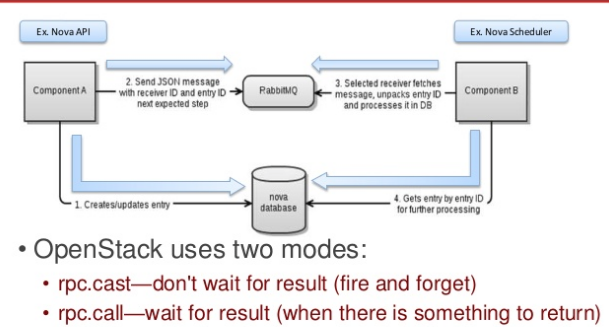 Ex. Nova API
Ex. Nova Scheduler
Component A
2. Send JSON message
with receiver ID and entry ID
next expected step
RabbitMQ
3. Selected receiver fetches
message, unpacks entry ID
and processes it in DB
Component B
1. Creates/updates entry
nova
database
4. Gets entry by entry ID
for further processing
• OpenStack uses two modes:
• rpc.cast—don't wait for result (fire and forget)
• rpc.call—wait for result (when there is something to return)